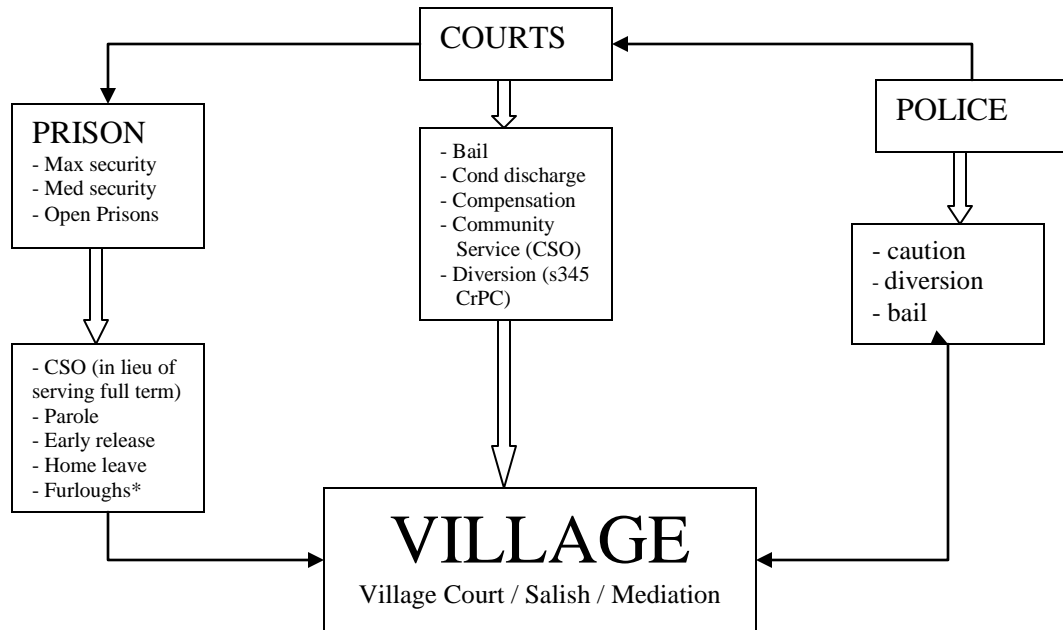 COURTS
POLICE
PRISON
- Max security
- Med security
- Open Prisons
- Bail
- Cond discharge
- Compensation
- Community
Service (CSO)
- Diversion (s345
CrPC)
- caution
- diversion
- bail
- CSO (in lieu of
serving full term)
- Parole
- Early release
- Home leave
- Furloughs*
VILLAGE
Village Court / Salish / Mediation